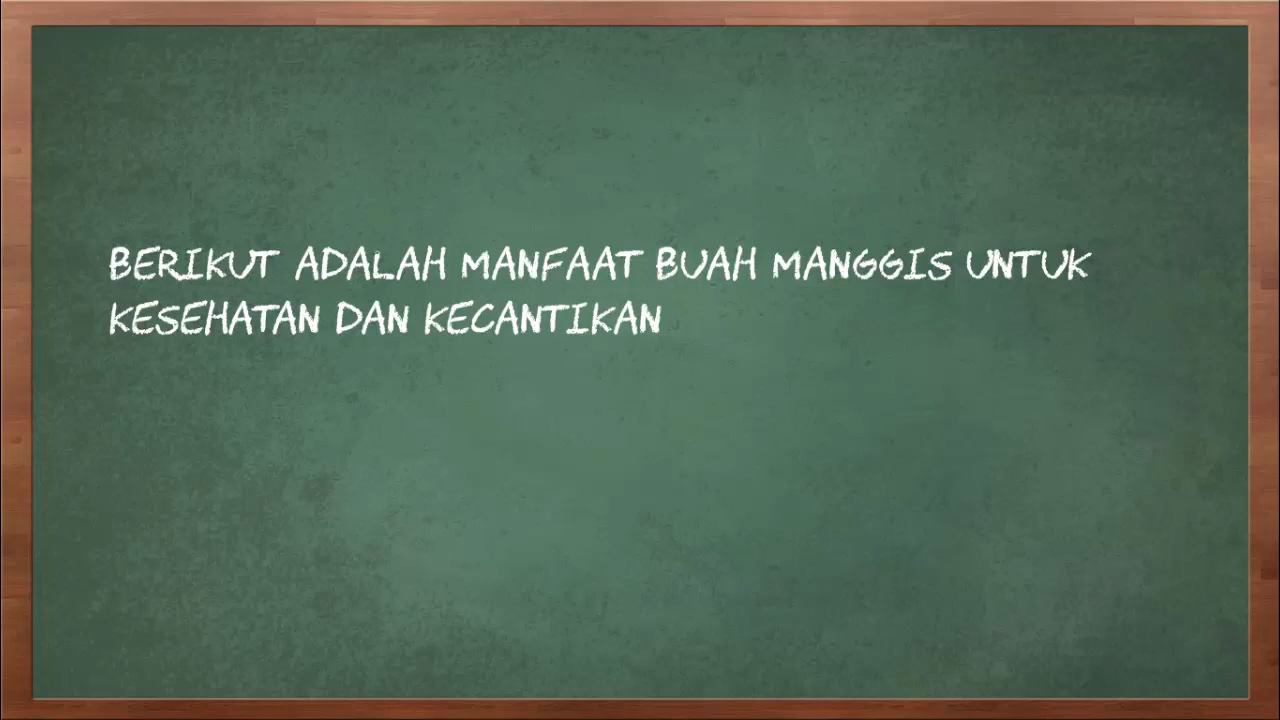 BERIKUT ADALAH MANFAAT BUAH MANGGIS UNTUK
KESEHATAN DAN KECANTIKAN